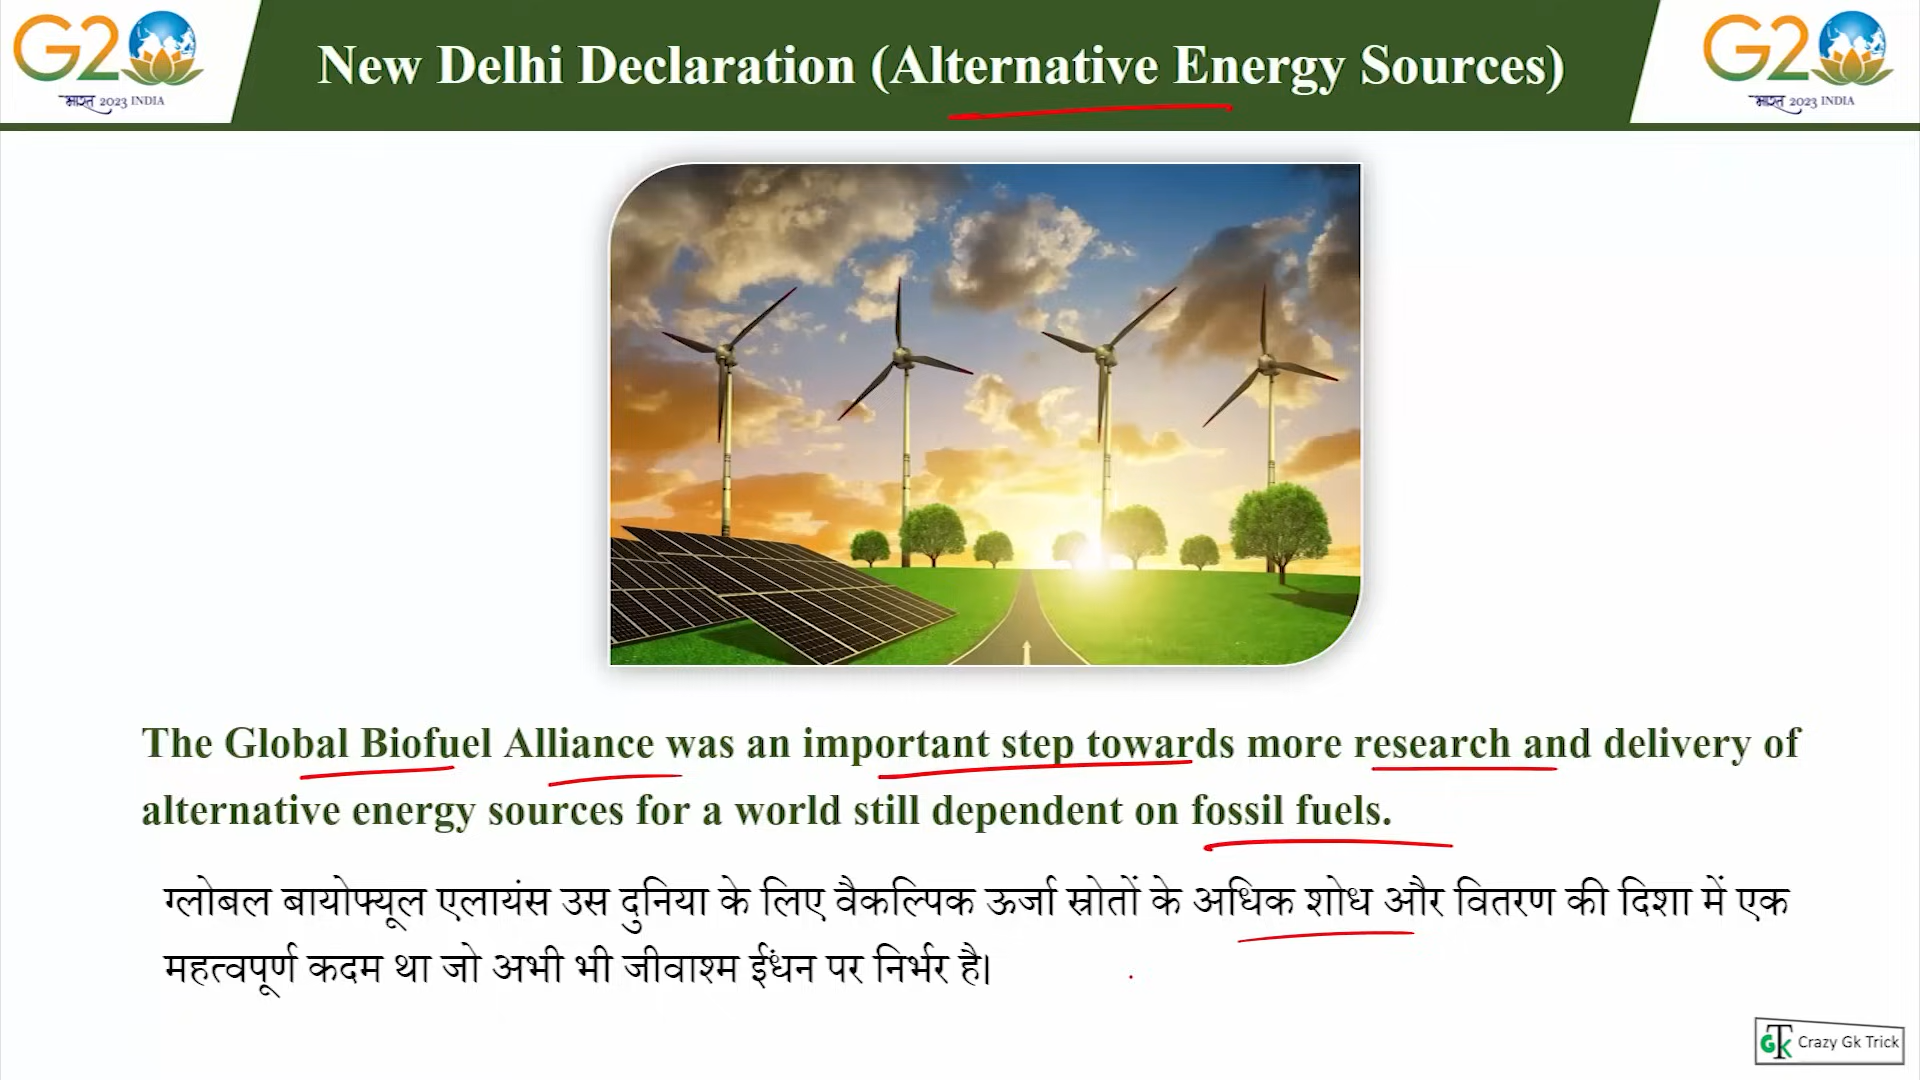 G20
भारत 2023 INDIA
New Delhi Declaration (Alternative Energy Sources)
G20
भारत 2023 INDIA
The Global Biofuel Alliance was an important step towards more research and delivery of
alternative energy sources for a world still dependent on fossil fuels.
ग्लोबल बायोफ्यूल एलायंस उस दुनिया के लिए वैकल्पिक ऊर्जा स्रोतों के अधिक शोध और वितरण की दिशा में एक
महत्वपूर्ण कदम था जो अभी भी जीवाश्म ईंधन पर निर्भर है।
GTK Crazy Gk Trick